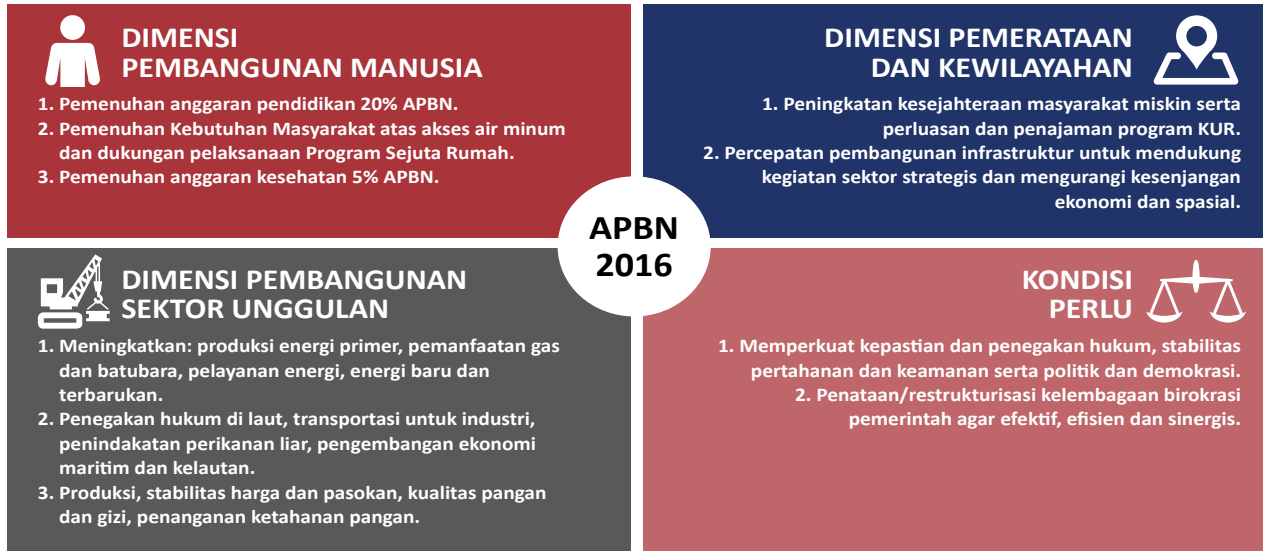 DIMENSI
PEMBANGUNAN MANUSIA
1. Pemenuhan anggaran pendidikan 20% APBN.
2. Pemenuhan Kebutuhan Masyarakat atas akses air minum
dan dukungan pelaksanaan Program Sejuta Rumah.
3. Pemenuhan anggaran kesehatan 5% APBN.
DIMENSI PEMERATAAN
DAN KEWILAYAHAN
1. Peningkatan kesejahteraan masyarakat miskin serta
perluasan dan penajaman program KUR.
2. Percepatan pembangunan infrastruktur untuk mendukung
kegiatan sektor strategis dan mengurangi kesenjangan
ekonomi dan spasial.
APBN
2016
DIMENSI PEMBANGUNAN
SEKTOR UNGGULAN
1. Meningkatkan: produksi energi primer, pemanfaatan gas
dan batubara, pelayanan energi, energi baru dan
terbarukan.
2. Penegakan hukum di laut, transportasi untuk industri,
penindakatan perikanan liar, pengembangan ekonomi
maritim dan kelautan.
3. Produksi, stabilitas harga dan pasokan, kualitas pangan
dan gizi, penanganan ketahanan pangan.
KONDISI
PERLU
1. Memperkuat kepastian dan penegakan hukum, stabilitas
pertahanan dan keamanan serta politik dan demokrasi.
2. Penataan/restrukturisasi kelembagaan birokrasi
pemerintah agar efektif, efisien dan sinergis.